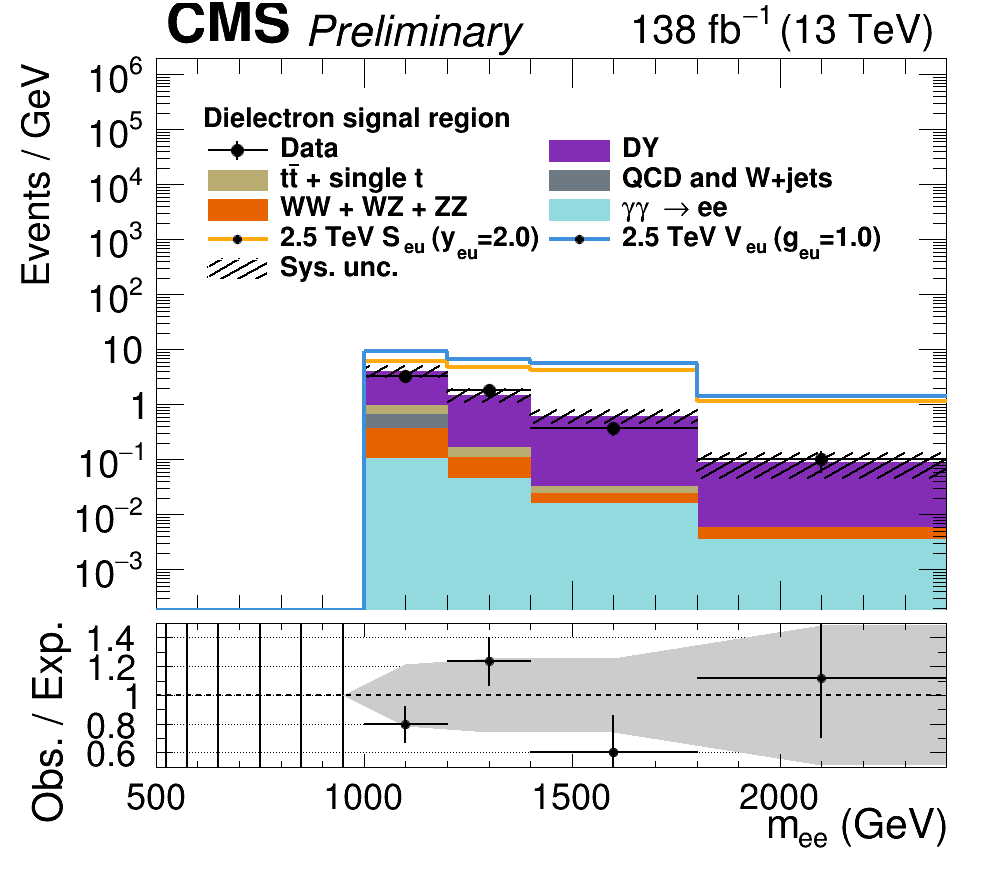 CMS Preliminary 138 fb⁻¹ (13 TeV)
Events / GeV
10⁶
10⁵
10⁴
10³
10²
10
1
10⁻¹
10⁻²
10⁻³
Dielectron signal region
Data
DY
tt̄ + single t
QCD and W+jets
WW + WZ + ZZ
γγ → ee
2.5 TeV S_eu (y_eu=2.0)
2.5 TeV V_eu (g_eu=1.0)
Sys. unc.
Obs. / Exp.
1.4
1.2
1
0.8
0.6
500 1000 1500 2000
m_ee (GeV)